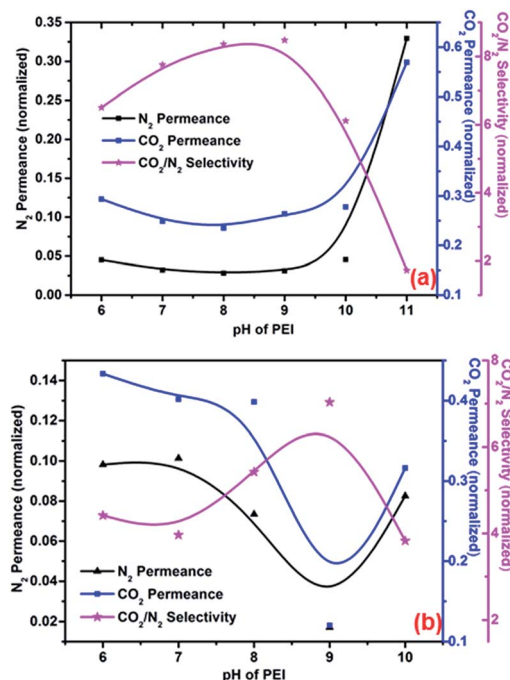 N₂ Permeance (normalized)
0.35
0.30
0.25
0.20
0.15
0.10
0.05
0.00
N₂ Permeance
CO₂ Permeance
CO₂/N₂ Selectivity
6 7 8 9 10 11
pH of PEI
0.6
0.5
0.4
0.3
0.2
0.1
CO₂ Permeance (normalized)
8
6
4
2
CO₂/N₂ Selectivity (normalized)
(a)
N₂ Permeance (normalized)
0.14
0.12
0.10
0.08
0.06
0.04
0.02
N₂ Permeance
CO₂ Permeance
CO₂/N₂ Selectivity
6 7 8 9 10
pH of PEI
0.4
0.3
0.2
0.1
CO₂ Permeance (normalized)
8
6
4
2
CO₂/N₂ Selectivity (normalized)
(b)